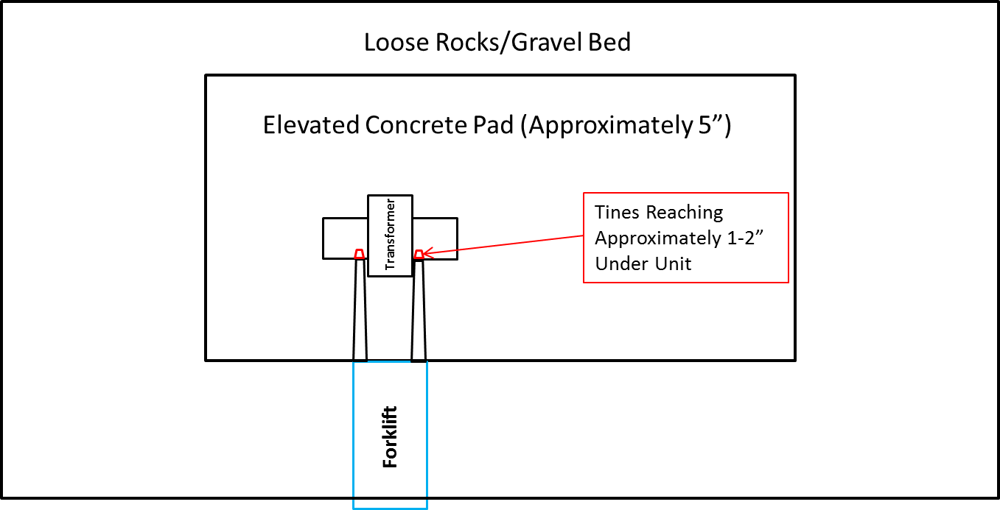 Loose Rocks/Gravel Bed
Elevated Concrete Pad (Approximately 5”)
Transformer
Tines Reaching
Approximately 1-2”
Under Unit
Forklift